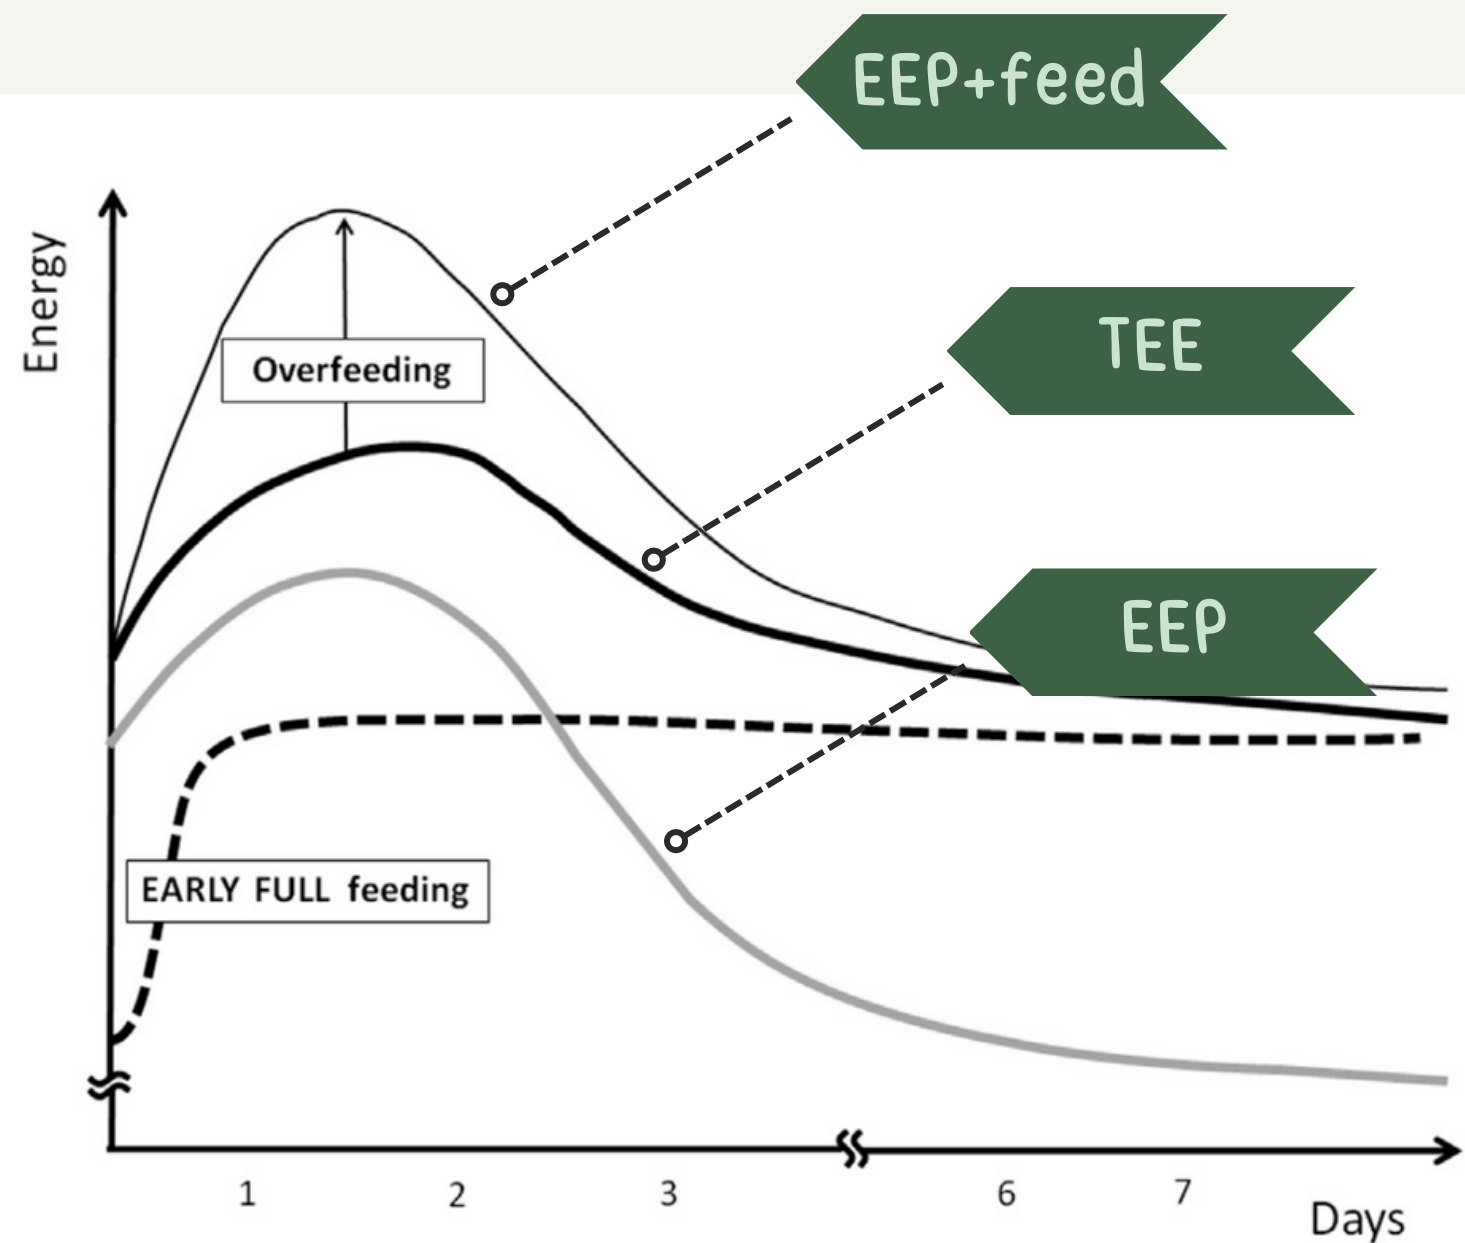 EEP+feed
Energy
TEE
Overfeeding
EEP
EARLY FULL feeding
1 2 3 6 7
Days